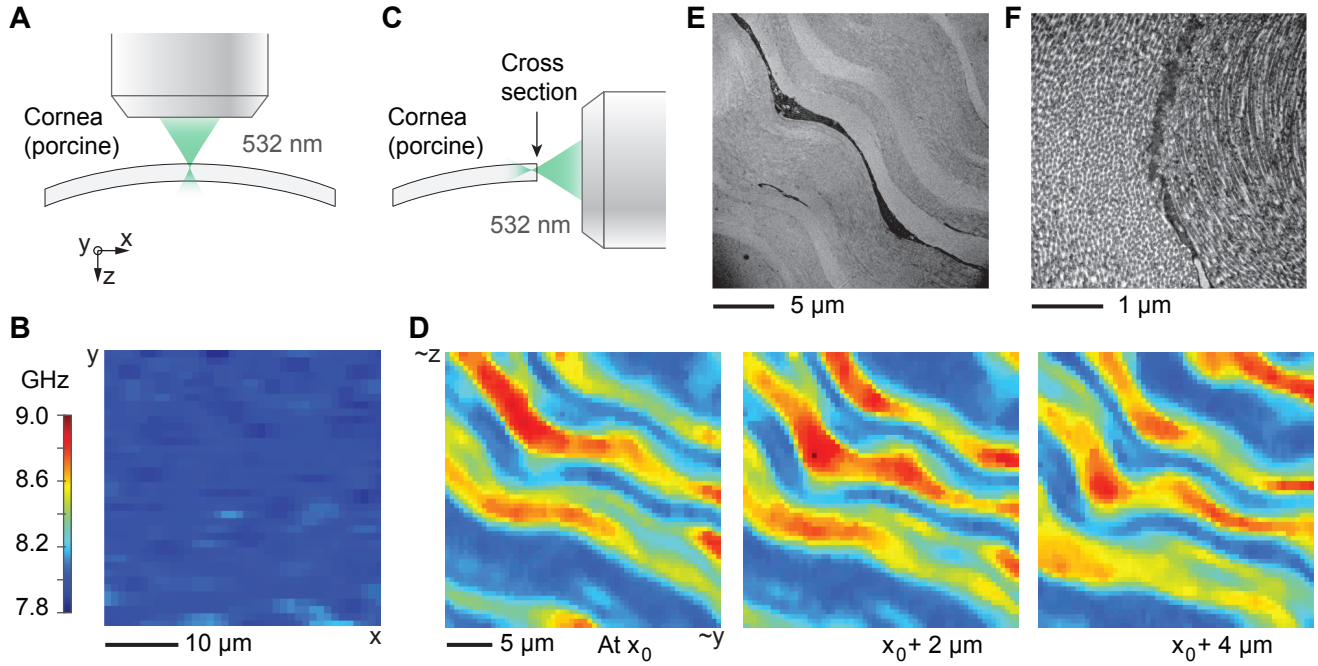 A
Cornea
(porcine)
532 nm
y
x
z
C
Cross
section
Cornea
(porcine)
532 nm
E
5 µm
F
1 µm
B
GHz
9.0
8.6
8.2
7.8
y
x
10 µm
D
~z
5 µm
At x₀
~y
x₀+ 2 µm
x₀+ 4 µm